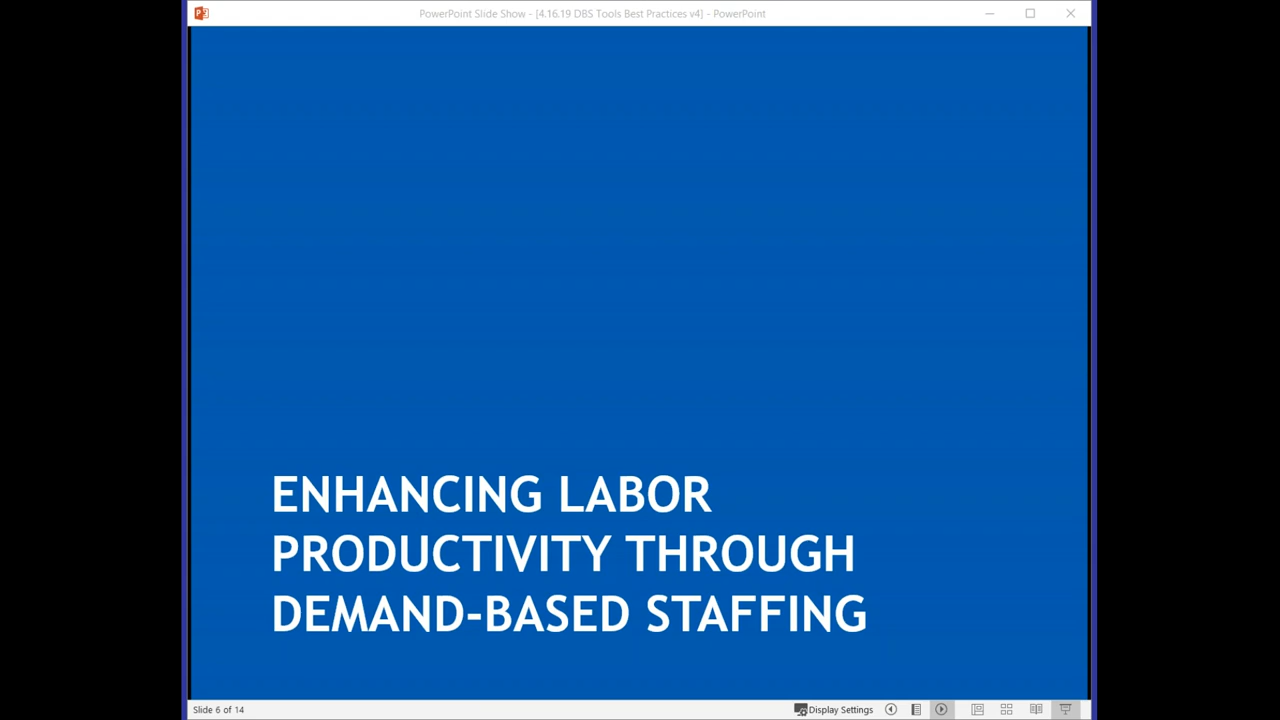 PowerPoint Slide Show - [4.16.19 DBS Tools Best Practices v4] - PowerPoint
ENHANCING LABOR
PRODUCTIVITY THROUGH
DEMAND-BASED STAFFING
Slide 6 of 14
Display Settings